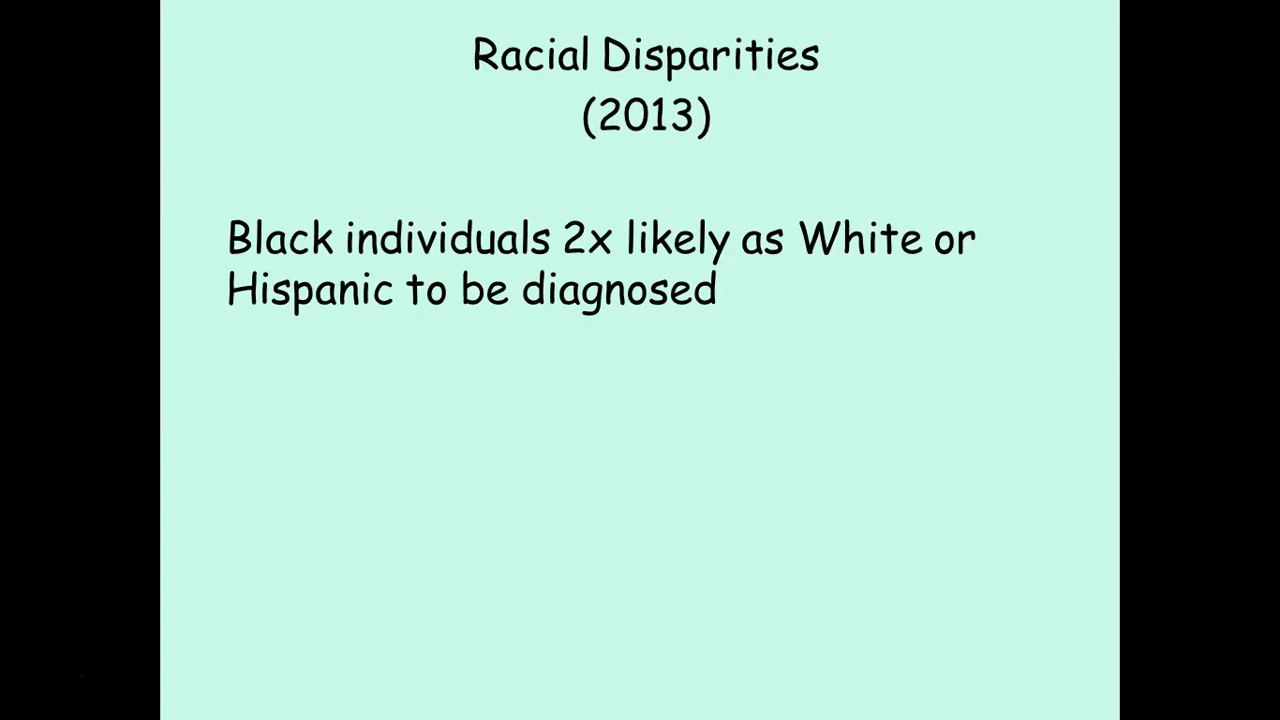 Racial Disparities
(2013)
Black individuals 2x likely as White or
Hispanic to be diagnosed